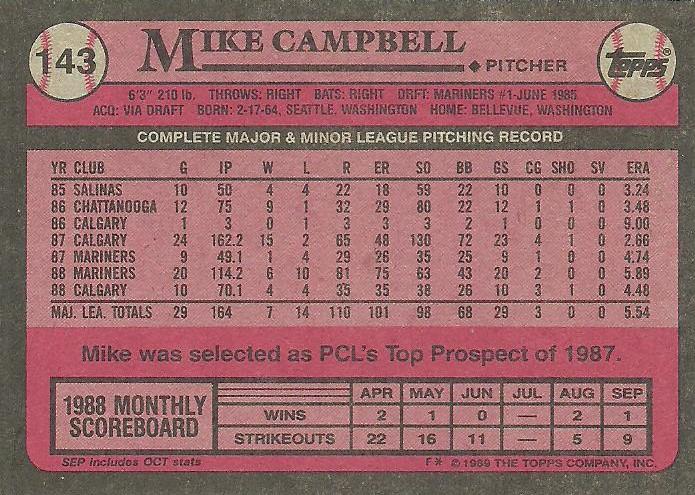 143 MIKE CAMPBELL
PITCHER
TOPPS
6'3" 210 lb. THROWS: RIGHT BATS: RIGHT DRFT: MARINERS #1-JUNE 1985
ACQ: VIA DRAFT BORN: 2-17-64, SEATTLE, WASHINGTON HOME: BELLEVUE, WASHINGTON
COMPLETE MAJOR & MINOR LEAGUE PITCHING RECORD
YR CLUB G IP W L R ER SO BB GS CG SHO SV ERA
85 SALINAS 10 50 4 4 22 18 59 22 10 0 0 0 3.24
86 CHATTANOOGA 12 75 9 1 32 29 80 22 12 1 1 0 3.48
86 CALGARY 1 3 0 1 3 3 3 2 1 0 0 0 9.00
87 CALGARY 24 162.2 15 2 65 48 130 72 23 4 1 0 2.66
87 MARINERS 9 49.1 1 4 29 26 35 25 9 1 0 0 4.74
88 MARINERS 20 114.2 6 10 81 75 63 43 20 2 0 0 5.89
88 CALGARY 10 70.1 4 4 35 35 38 26 10 3 1 0 4.48
MAJ. LEA. TOTALS 29 164 7 14 110 101 98 68 29 3 0 0 5.54
Mike was selected as PCL's Top Prospect of 1987.
1988 MONTHLY
SCOREBOARD
APR MAY JUN JUL AUG SEP
WINS 2 1 0 — 2 1
STRIKEOUTS 22 16 11 — 5 9
SEP includes OCT stats F* © 1989 THE TOPPS COMPANY, INC.